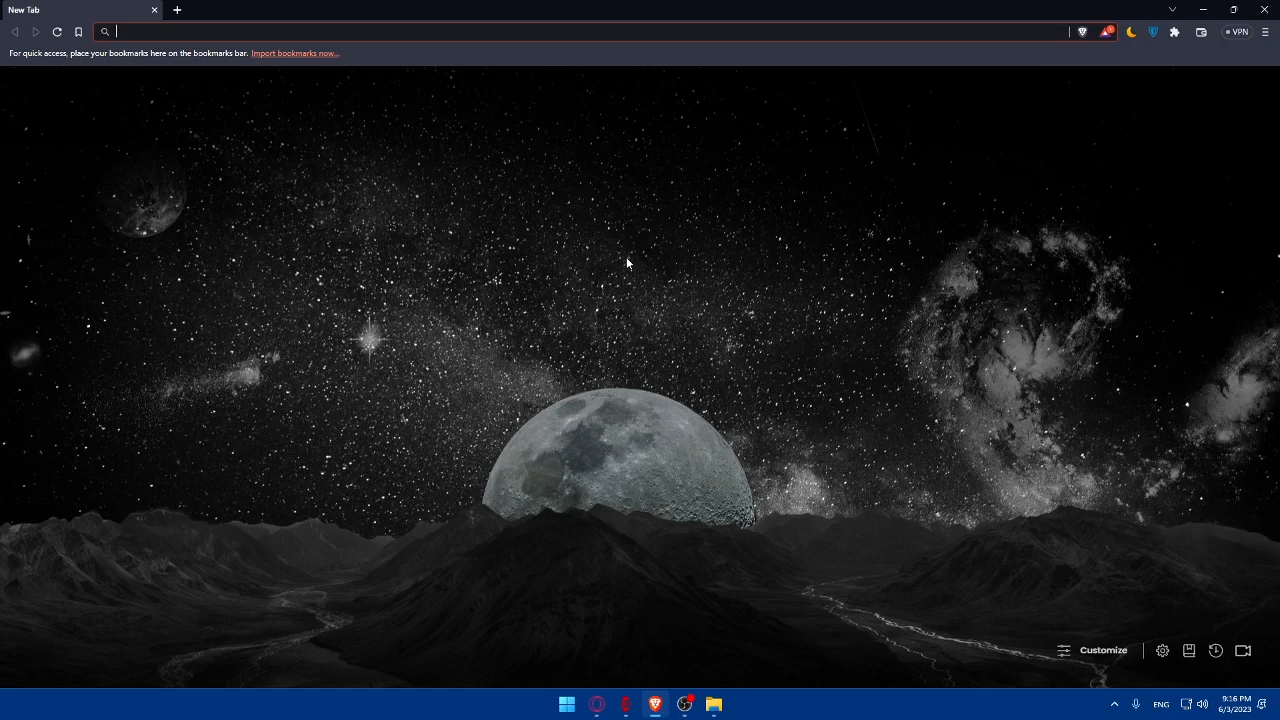 New Tab
VPN
For quick access, place your bookmarks here on the bookmarks bar. Import bookmarks now...
Customize
ENG
9:16 PM
6/3/2023